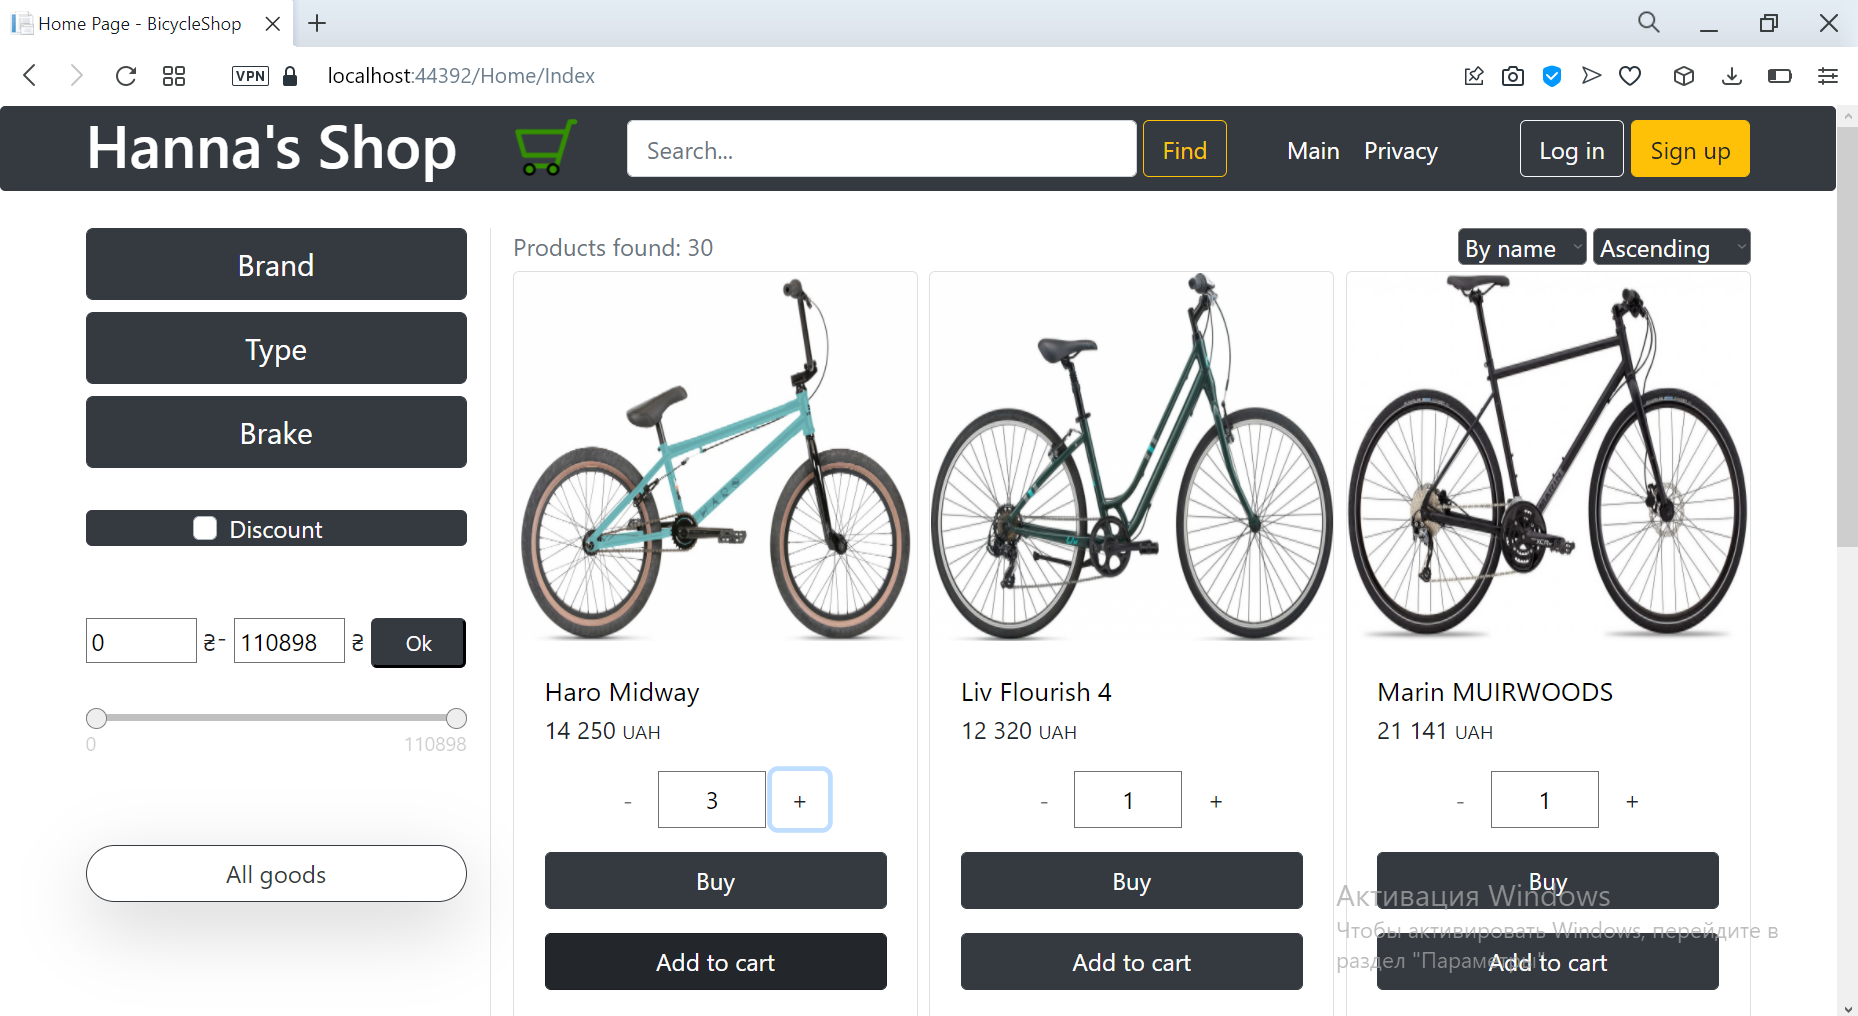 Home Page - BicycleShop
VPN localhost:44392/Home/Index
Hanna's Shop Search... Find Main Privacy Log in Sign up
Brand
Type
Brake
Discount
0 ₴- 110898 ₴ Ok
0 110898
All goods
Products found: 30 By name Ascending
Haro Midway
14 250 UAH
- 3 +
Buy
Add to cart
Liv Flourish 4
12 320 UAH
- 1 +
Buy
Add to cart
Marin MUIRWOODS
21 141 UAH
- 1 +
Buy
Add to cart
Активация Windows
Чтобы активировать Windows, перейдите в
раздел "Параметры".